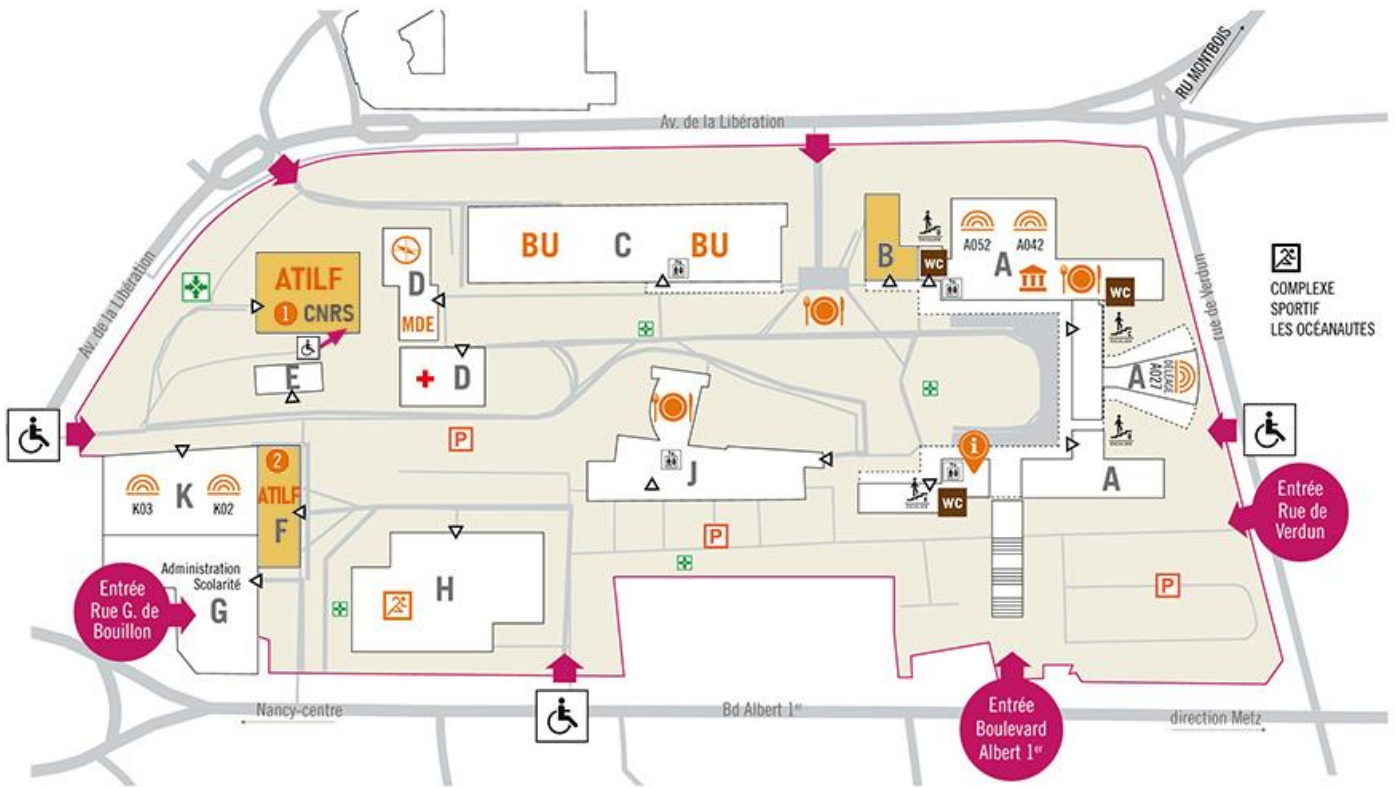 RU MONTBOIS
Av. de la Libération
Av. de la Libération
rue de Verdun
BU
C
BU
B
WC
A052
A042
A
WC
COMPLEXE
SPORTIF
LES OCÉANAUTES
ATILF
1 CNRS
D
MDE
D
E
A
DELEAGE
A027
P
i
J
WC
A
K03
K
K02
2
ATILF
F
P
Entrée
Rue de
Verdun
Administration
Scolarité
G
Entrée
Rue G. de
Bouillon
H
P
Entrée
Boulevard
Albert 1er
Nancy-centre
Bd Albert 1er
direction Metz